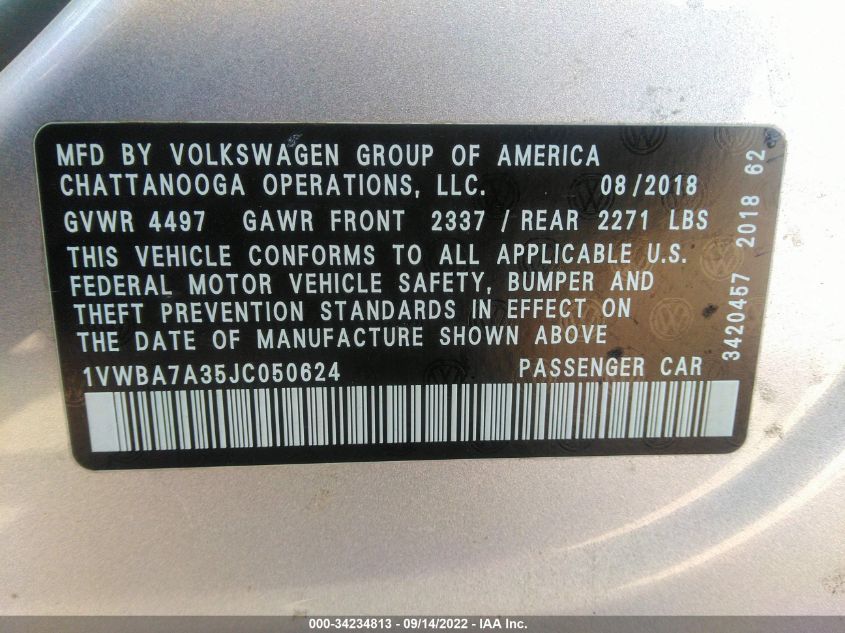 MFD BY VOLKSWAGEN GROUP OF AMERICA
CHATTANOOGA OPERATIONS, LLC. 08/2018
GVWR 4497 GAWR FRONT 2337 / REAR 2271 LBS
THIS VEHICLE CONFORMS TO ALL APPLICABLE U.S.
FEDERAL MOTOR VEHICLE SAFETY, BUMPER AND
THEFT PREVENTION STANDARDS IN EFFECT ON
THE DATE OF MANUFACTURE SHOWN ABOVE
1VWBA7A35JC050624 PASSENGER CAR
3420457 2018 62
000-34234813 - 09/14/2022 - IAA Inc.